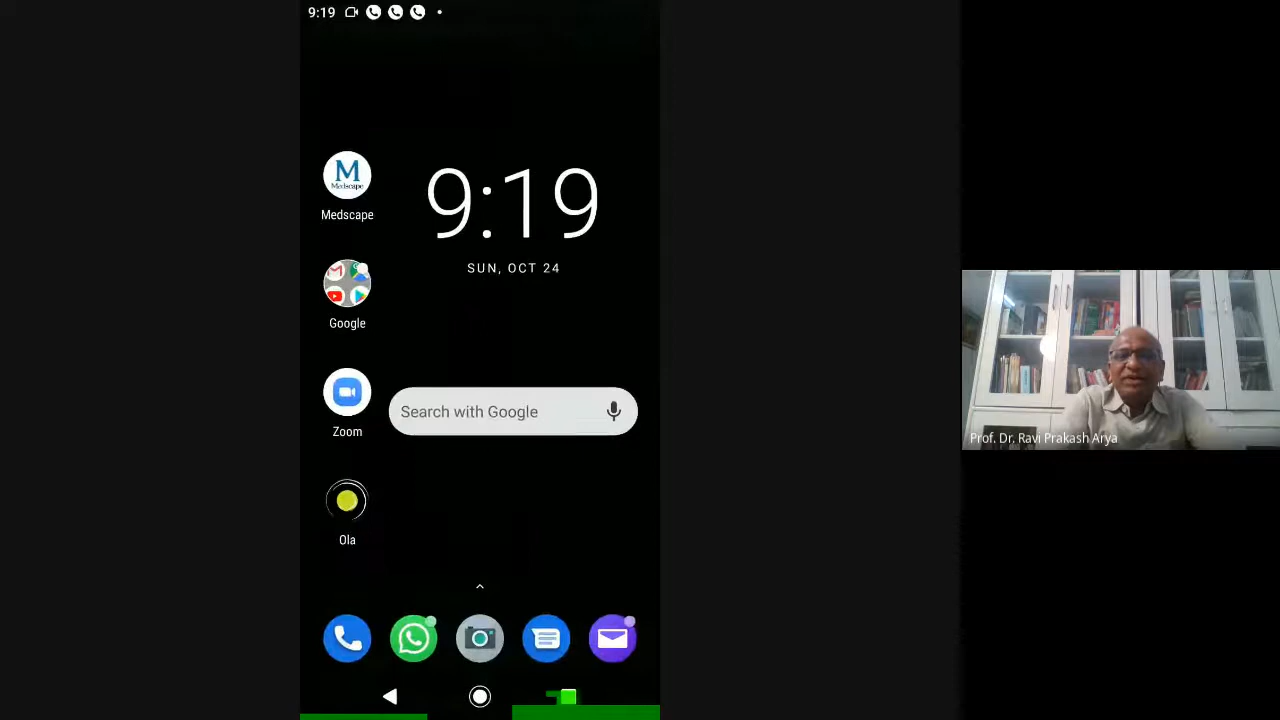 9:19
M
Medscape
Medscape
9:19
SUN, OCT 24
Google
Search with Google
Zoom
Ola
Prof. Dr. Ravi Prakash Arya